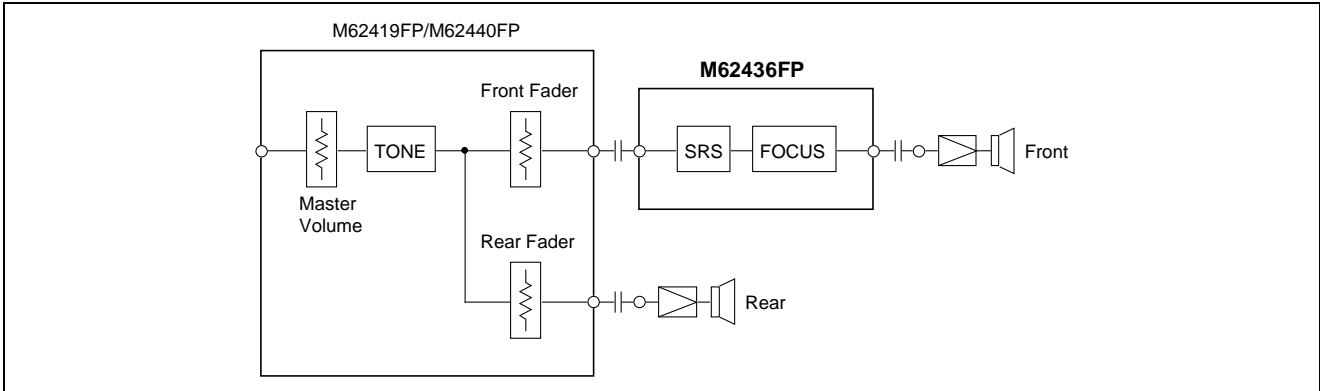 M62419FP/M62440FP
M62436FP
Front Fader
TONE
SRS
FOCUS
Front
Master
Volume
Rear Fader
Rear